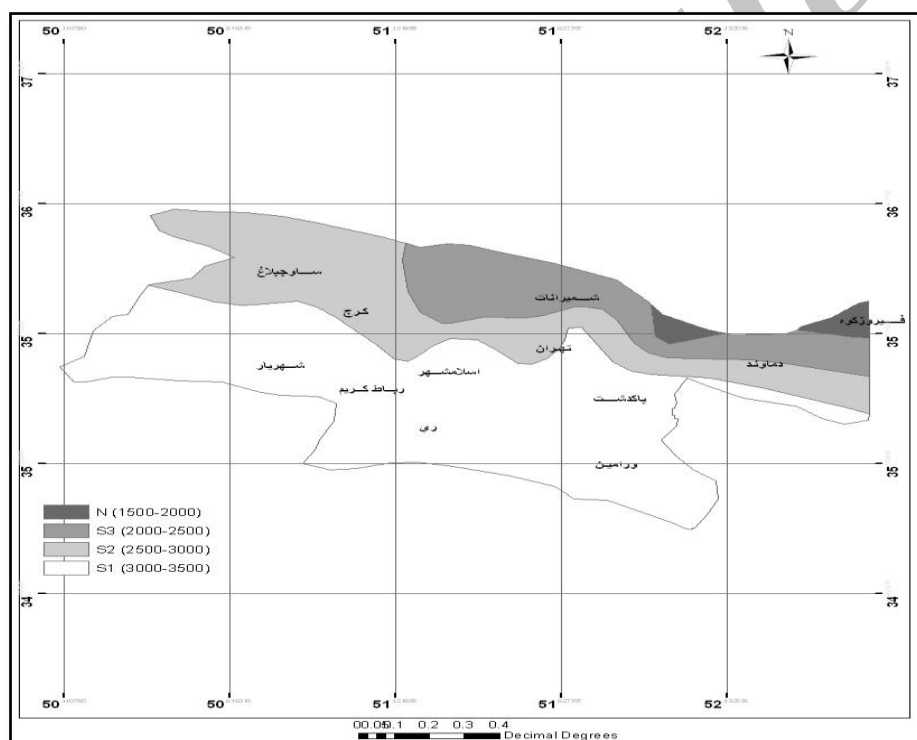 50 50 51 51 52
N
37 37
36 36
ساوجبلاغ
شمیرانات
کرج
فیروزکوه
35 35
تهران
دماوند
شهریار
اسلامشهر
رباط کریم
پاکدشت
ری
35 35
ورامین
N (1500-2000)
S3 (2000-2500)
S2 (2500-3000)
S1 (3000-3500)
34 34
50 50 51 51 52
0.1 0.2 0.3 0.4
Decimal Degrees